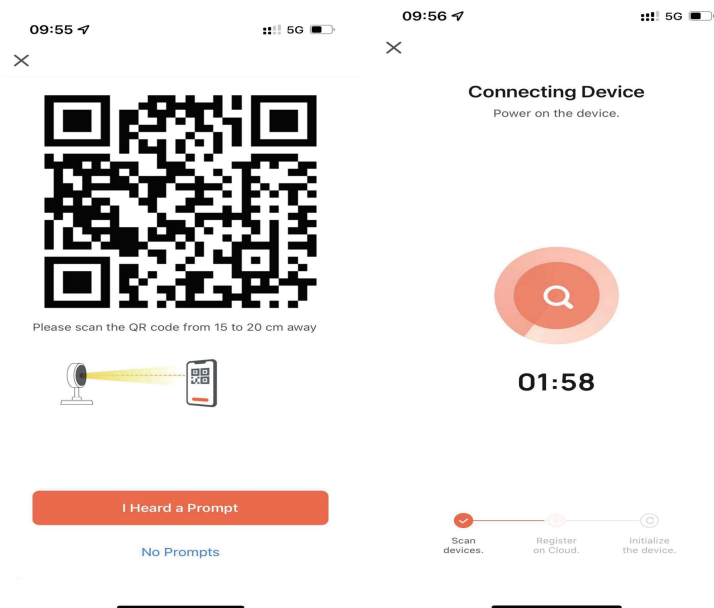 09:55
5G
Please scan the QR code from 15 to 20 cm away
I Heard a Prompt
No Prompts
09:56
5G
Connecting Device
Power on the device.
01:58
Scan
devices.
Register
on Cloud.
Initialize
the device.